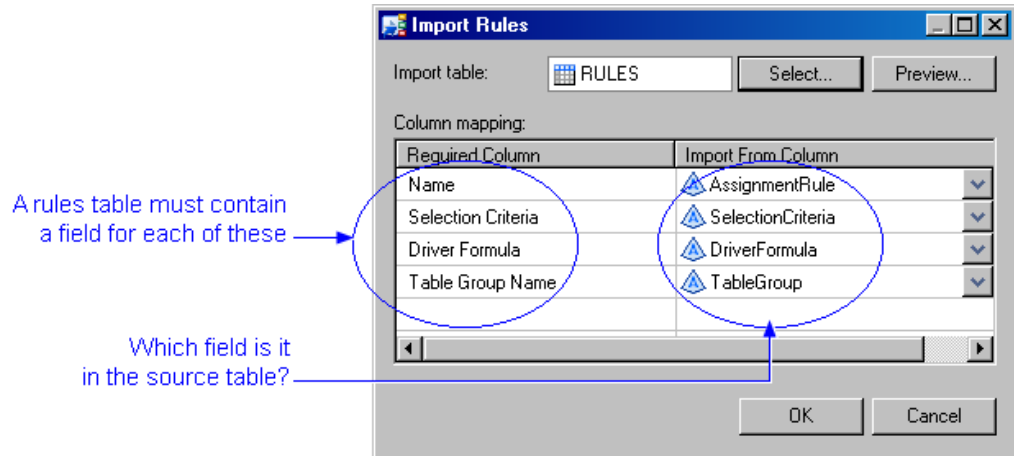 Import Rules
Import table:
RULES
Select...
Preview...
Column mapping:
Required Column
Import From Column
Name
AssignmentRule
Selection Criteria
SelectionCriteria
Driver Formula
DriverFormula
Table Group Name
TableGroup
A rules table must contain
a field for each of these
Which field is it
in the source table?
OK
Cancel